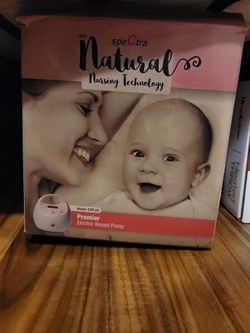 spectra
Natural
Nursing Technology
Premier
Electric Breast Pump